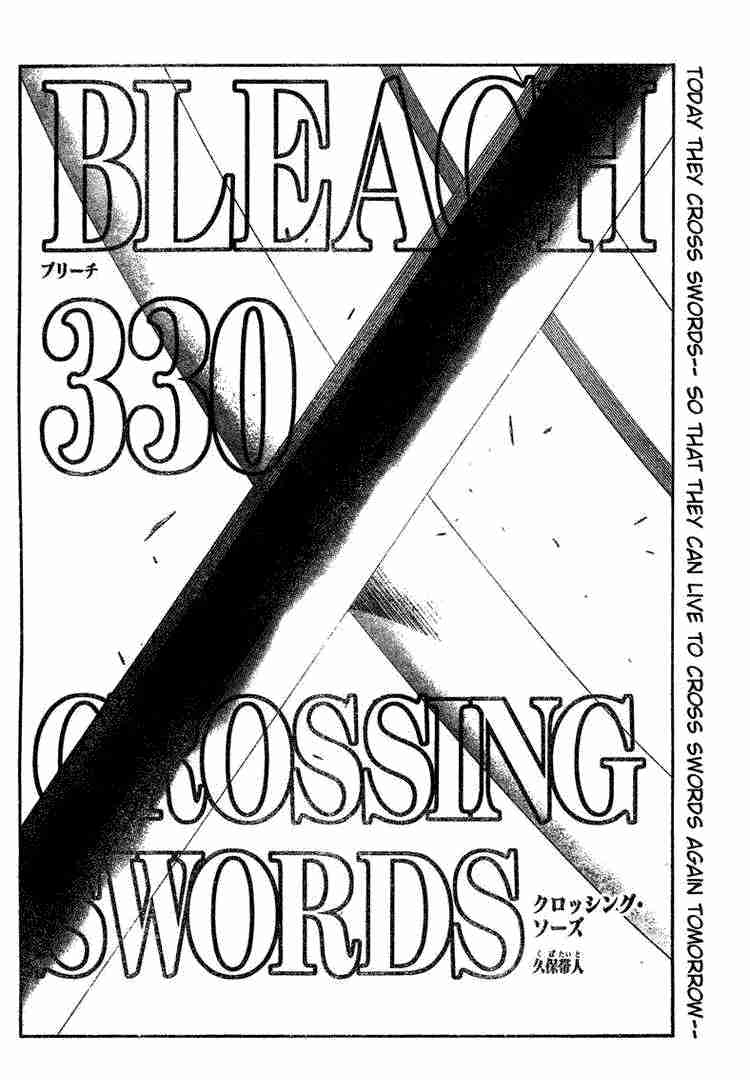 BLEACH
ブリーチ
330
CROSSING
SWORDS
クロッシング・
ソーズ
くぼたいと
久保帯人
TODAY THEY CROSS SWORDS-- SO THAT THEY CAN LIVE TO CROSS SWORDS AGAIN TOMORROW--